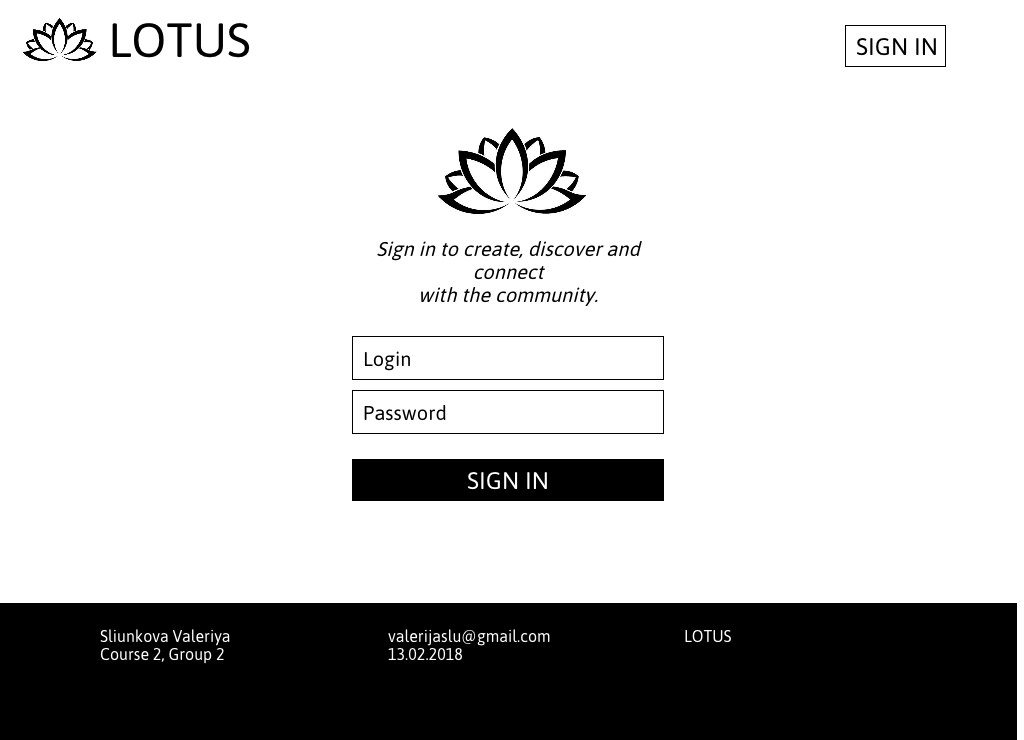 LOTUS
SIGN IN
Sign in to create, discover and
connect
with the community.
Login
Password
SIGN IN
Sliunkova Valeriya
Course 2, Group 2
valerijaslu@gmail.com
13.02.2018
LOTUS